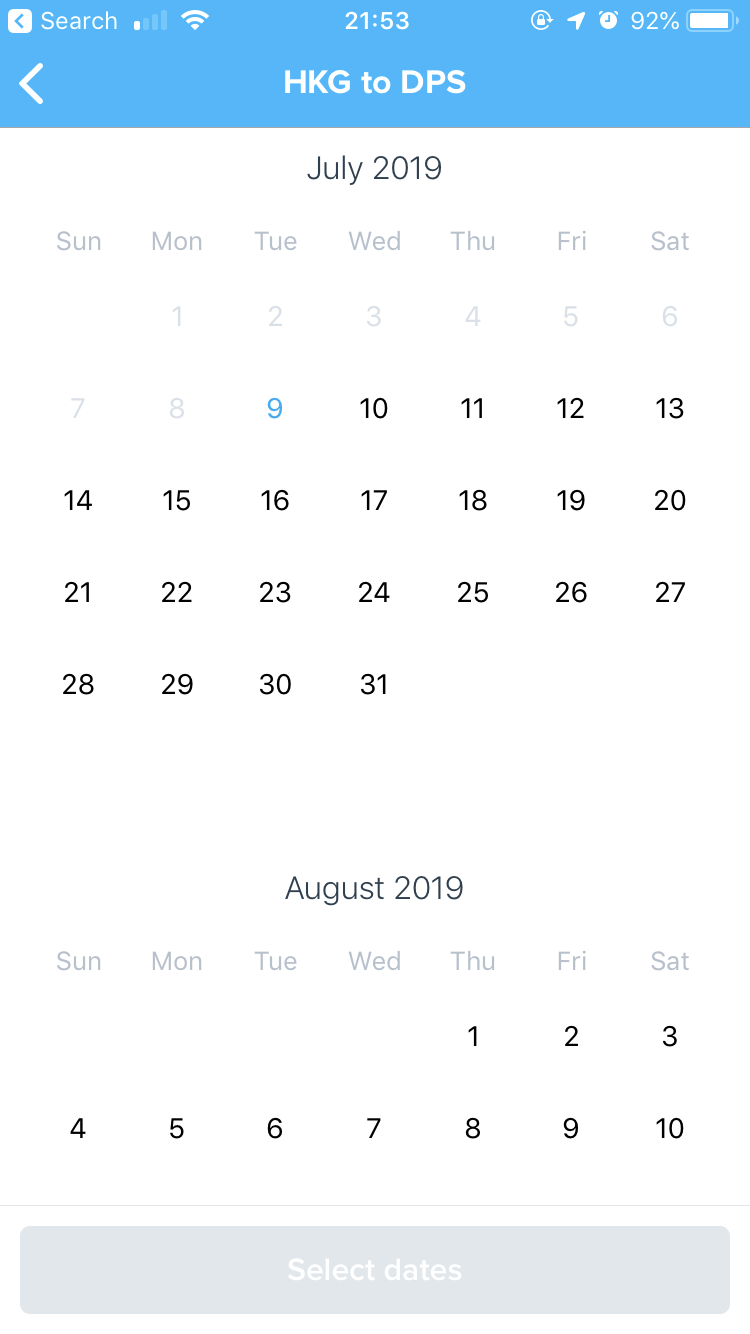 Search 21:53 92%
HKG to DPS
July 2019
Sun Mon Tue Wed Thu Fri Sat
1 2 3 4 5 6
7 8 9 10 11 12 13
14 15 16 17 18 19 20
21 22 23 24 25 26 27
28 29 30 31
August 2019
Sun Mon Tue Wed Thu Fri Sat
1 2 3
4 5 6 7 8 9 10
Select dates